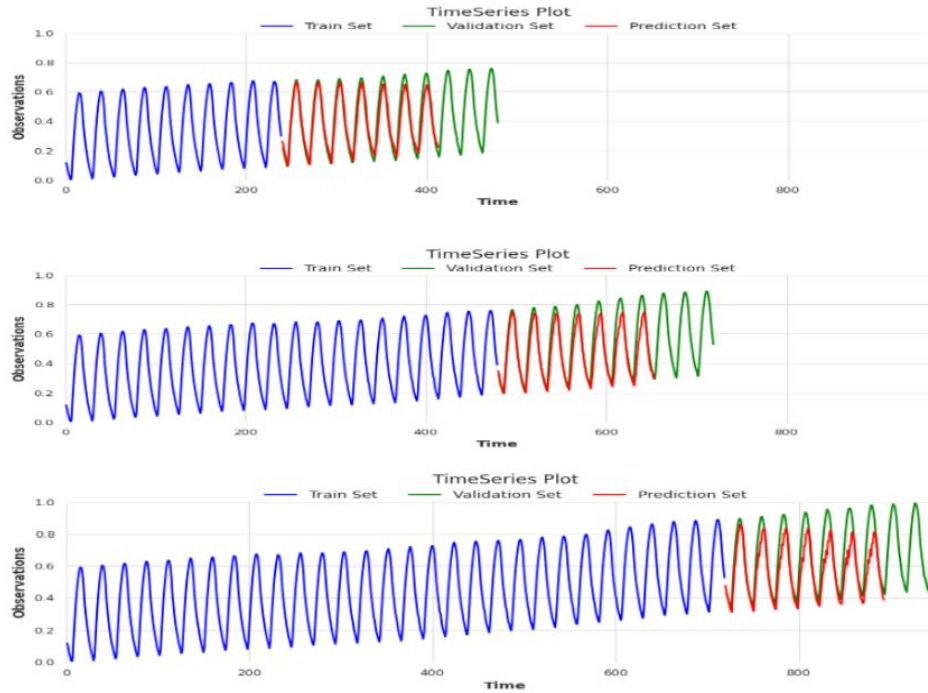 TimeSeries Plot
Train Set Validation Set Prediction Set
1.0
0.8
0.6
0.4
0.2
0.0
Observations
0 200 400 600 800
Time
TimeSeries Plot
Train Set Validation Set Prediction Set
1.0
0.8
0.6
0.4
0.2
0.0
Observations
0 200 400 600 800
Time
TimeSeries Plot
Train Set Validation Set Prediction Set
1.0
0.8
0.6
0.4
0.2
0.0
Observations
0 200 400 600 800
Time